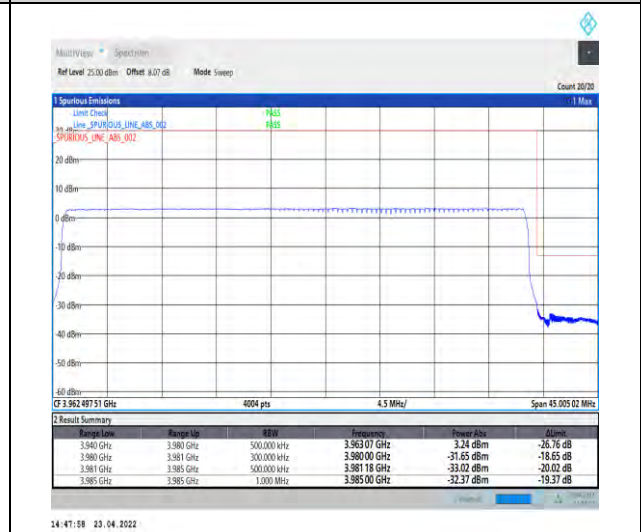 MultiView Spectrum
Ref Level 25.00 dBm Offset 8.07 dB Mode Sweep
Count 20/20
1 Spurious Emissions 1 Max
Limit Check PASS
Line _SPURIOUS_LINE_ABS_002 PASS
_SPURIOUS_LINE_ABS_002
20 dBm
10 dBm
0 dBm
-10 dBm
-20 dBm
-30 dBm
-40 dBm
-50 dBm
-60 dBm
CF 3.962 497 51 GHz 4004 pts 4.5 MHz/ Span 45.005 02 MHz
2 Result Summary
Range Low Range Up RBW Frequency Power Abs ΔLimit
3.940 GHz 3.980 GHz 500.000 kHz 3.963 07 GHz 3.24 dBm -26.76 dB
3.980 GHz 3.981 GHz 300.000 kHz 3.980 00 GHz -31.65 dBm -18.65 dB
3.981 GHz 3.985 GHz 500.000 kHz 3.981 18 GHz -33.02 dBm -20.02 dB
3.985 GHz 3.985 GHz 1.000 MHz 3.985 00 GHz -32.37 dBm -19.37 dB
14:47:58 23.04.2022